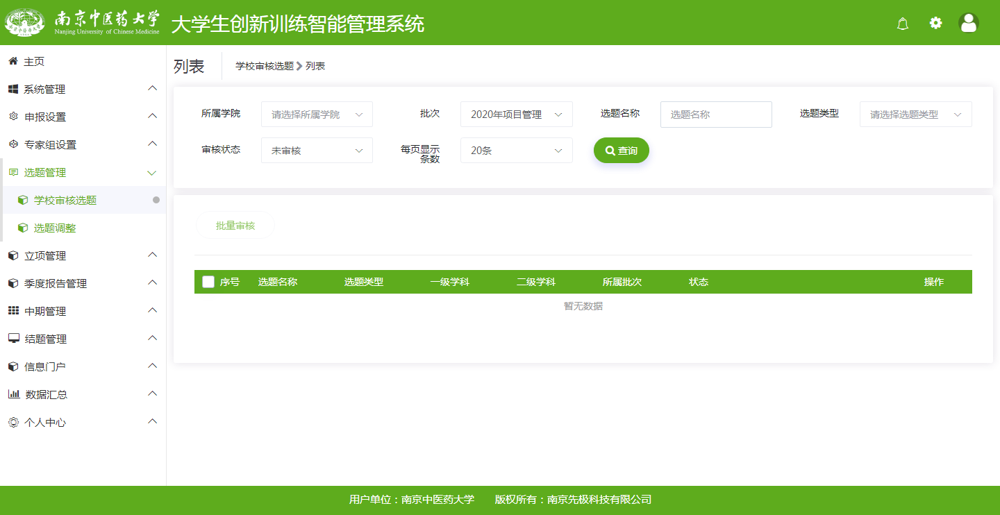 南京中医药大学
Nanjing University of Chinese Medicine
大学生创新训练智能管理系统
主页
系统管理
申报设置
专家组设置
选题管理
学校审核选题
选题调整
立项管理
季度报告管理
中期管理
结题管理
信息门户
数据汇总
个人中心
列表 学校审核选题 列表
所属学院 请选择所属学院 批次 2020年项目管理 选题名称 选题名称 选题类型 请选择选题类型
审核状态 未审核 每页显示条数 20条 查询
批量审核
序号 选题名称 选题类型 一级学科 二级学科 所属批次 状态 操作
暂无数据
用户单位：南京中医药大学 版权所有：南京先极科技有限公司